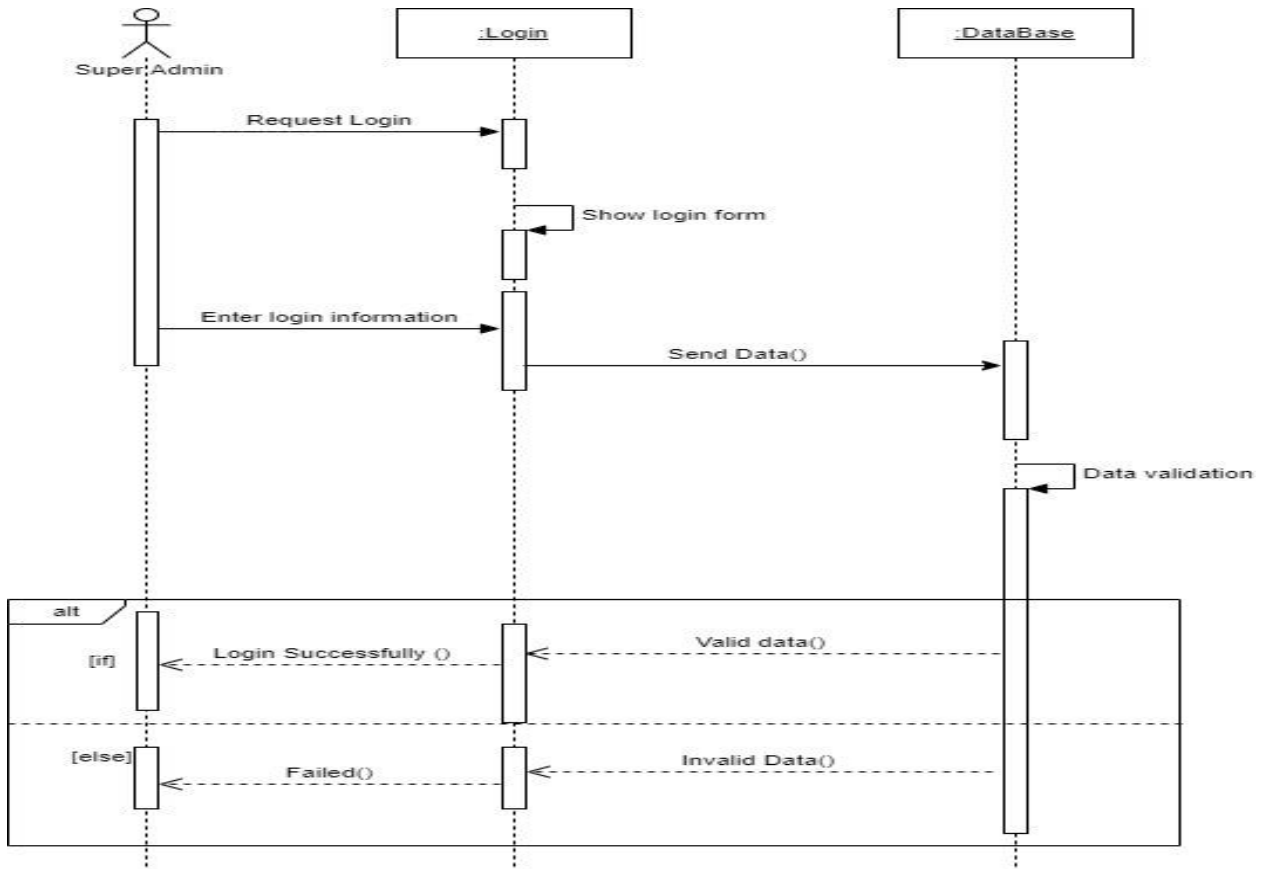 :Login
:DataBase
Super Admin
Request Login
Show login form
Enter login information
Send Data()
Data validation
alt
[if]
Login Successfully ()
Valid data()
[else]
Failed()
Invalid Data()